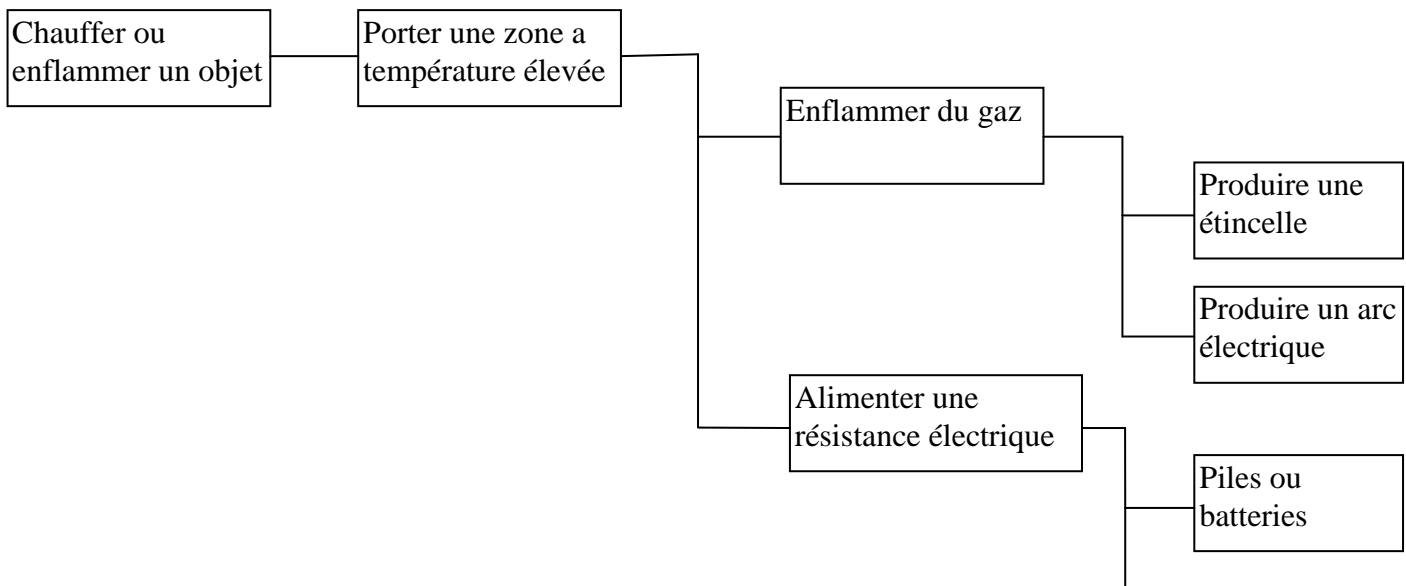 Chauffer ou
enflammer un objet
Porter une zone a
température élevée
Enflammer du gaz
Produire une
étincelle
Produire un arc
électrique
Alimenter une
résistance électrique
Piles ou
batteries